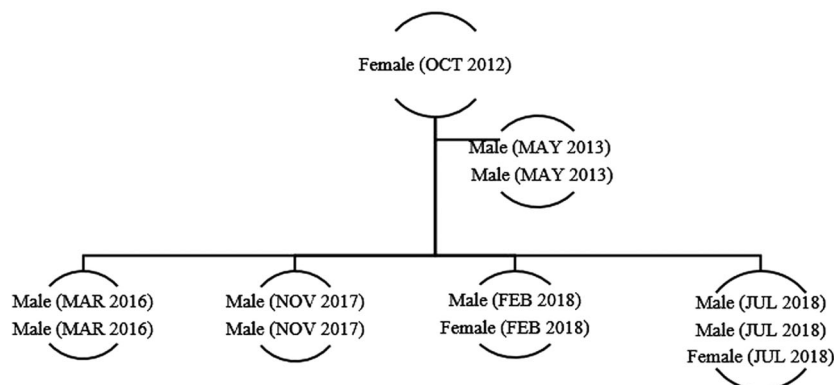 Female (OCT 2012)
Male (MAY 2013)
Male (MAY 2013)
Male (MAR 2016)
Male (MAR 2016)
Male (NOV 2017)
Male (NOV 2017)
Male (FEB 2018)
Female (FEB 2018)
Male (JUL 2018)
Male (JUL 2018)
Female (JUL 2018)